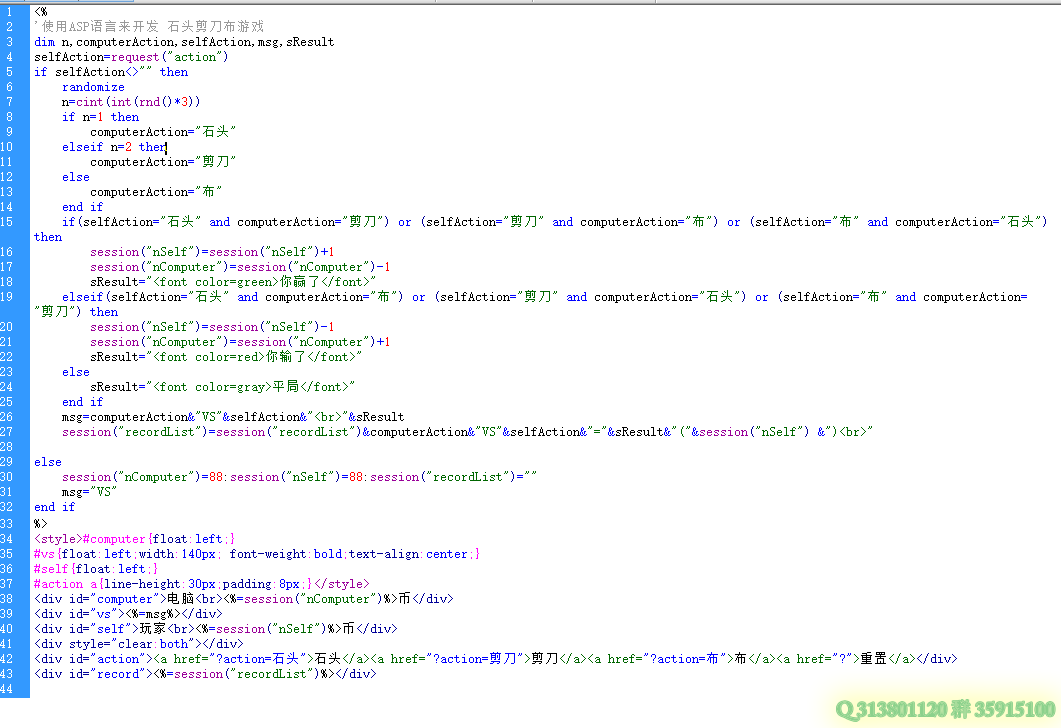 1 <%
2 '使用ASP语言来开发 石头剪刀布游戏
3 dim n,computerAction,selfAction,msg,sResult
4 selfAction=request("action")
5 if selfAction<>"" then
6 randomize
7 n=cint(int(rnd()*3))
8 if n=1 then
9 computerAction="石头"
10 elseif n=2 then
11 computerAction="剪刀"
12 else
13 computerAction="布"
14 end if
15 if(selfAction="石头" and computerAction="剪刀") or (selfAction="剪刀" and computerAction="布") or (selfAction="布" and computerAction="石头")
then
16 session("nSelf")=session("nSelf")+1
17 session("nComputer")=session("nComputer")-1
18 sResult="<font color=green>你赢了</font>"
19 elseif(selfAction="石头" and computerAction="布") or (selfAction="剪刀" and computerAction="石头") or (selfAction="布" and computerAction=
"剪刀") then
20 session("nSelf")=session("nSelf")-1
21 session("nComputer")=session("nComputer")+1
22 sResult="<font color=red>你输了</font>"
23 else
24 sResult="<font color=gray>平局</font>"
25 end if
26 msg=computerAction&"VS"&selfAction&"<br>"&sResult
27 session("recordList")=session("recordList")&computerAction&"VS"&selfAction&"="&sResult&"("&session("nSelf") &")<br>"
28
29 else
30 session("nComputer")=88:session("nSelf")=88:session("recordList")=""
31 msg="VS"
32 end if
33 %>
34 <style>#computer{float:left;}
35 #vs{float:left;width:140px; font-weight:bold;text-align:center;}
36 #self{float:left;}
37 #action a{line-height:30px;padding:8px;}</style>
38 <div id="computer">电脑<br><%=session("nComputer")%>币</div>
39 <div id="vs"><%=msg%></div>
40 <div id="self">玩家<br><%=session("nSelf")%>币</div>
41 <div style="clear:both"></div>
42 <div id="action"><a href="?action=石头">石头</a><a href="?action=剪刀">剪刀</a><a href="?action=布">布</a><a href="?">重置</a></div>
43 <div id="record"><%=session("recordList")%></div>
44
Q313801120 群 35915100